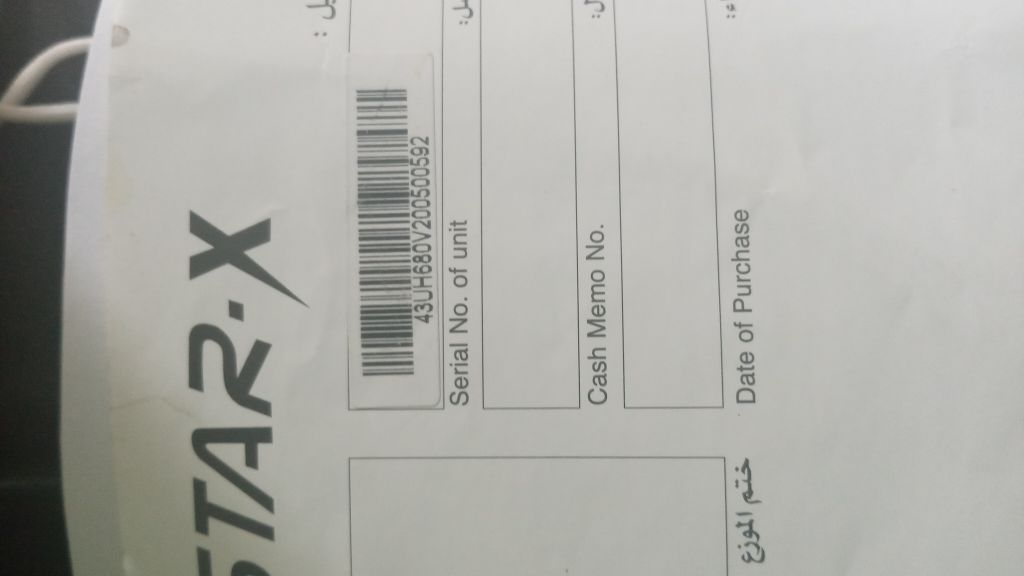 STAR-X
43UH680V200500592
Serial No. of unit
Cash Memo No.
Date of Purchase
ختم الموزع